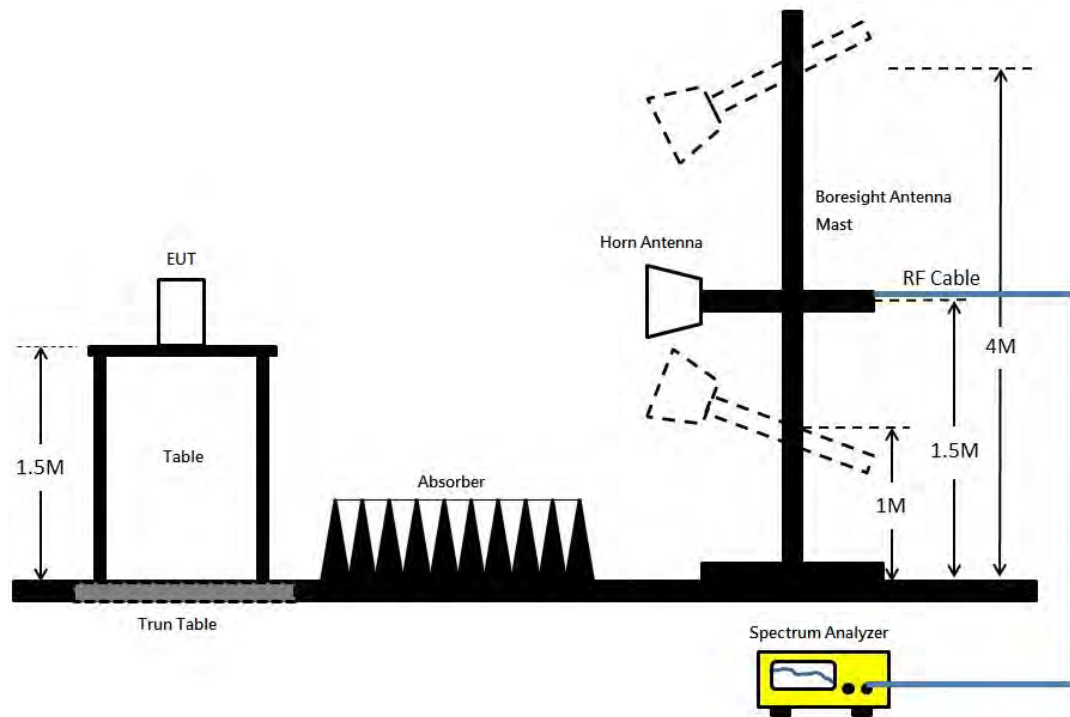 Boresight Antenna
Mast
Horn Antenna
EUT
RF Cable
4M
1.5M
Table
1.5M
Absorber
1M
Trun Table
Spectrum Analyzer